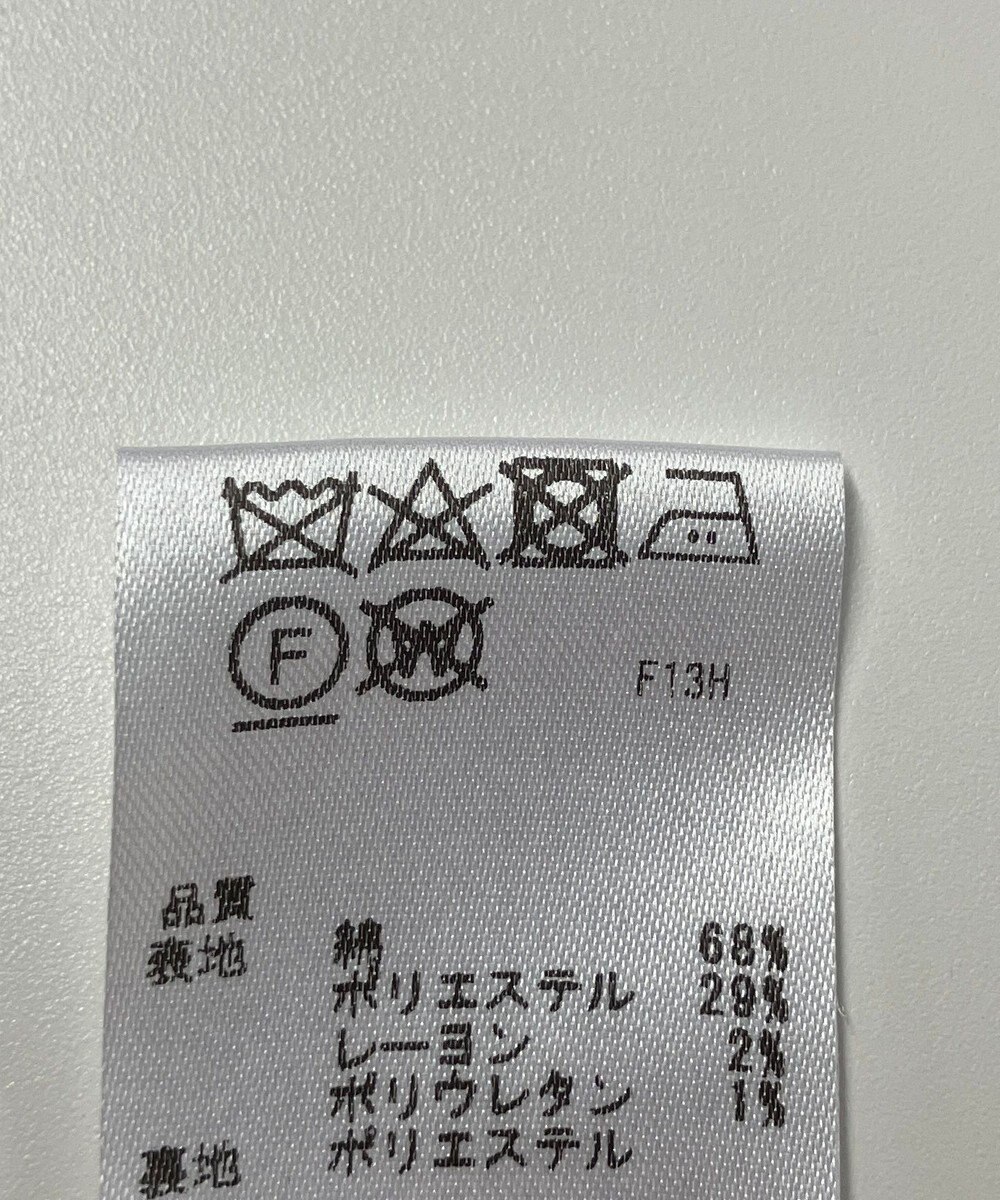 F
W
F13H
品質
表地 綿 68%
ポリエステル 29%
レーヨン 2%
ポリウレタン 1%
裏地 ポリエステル